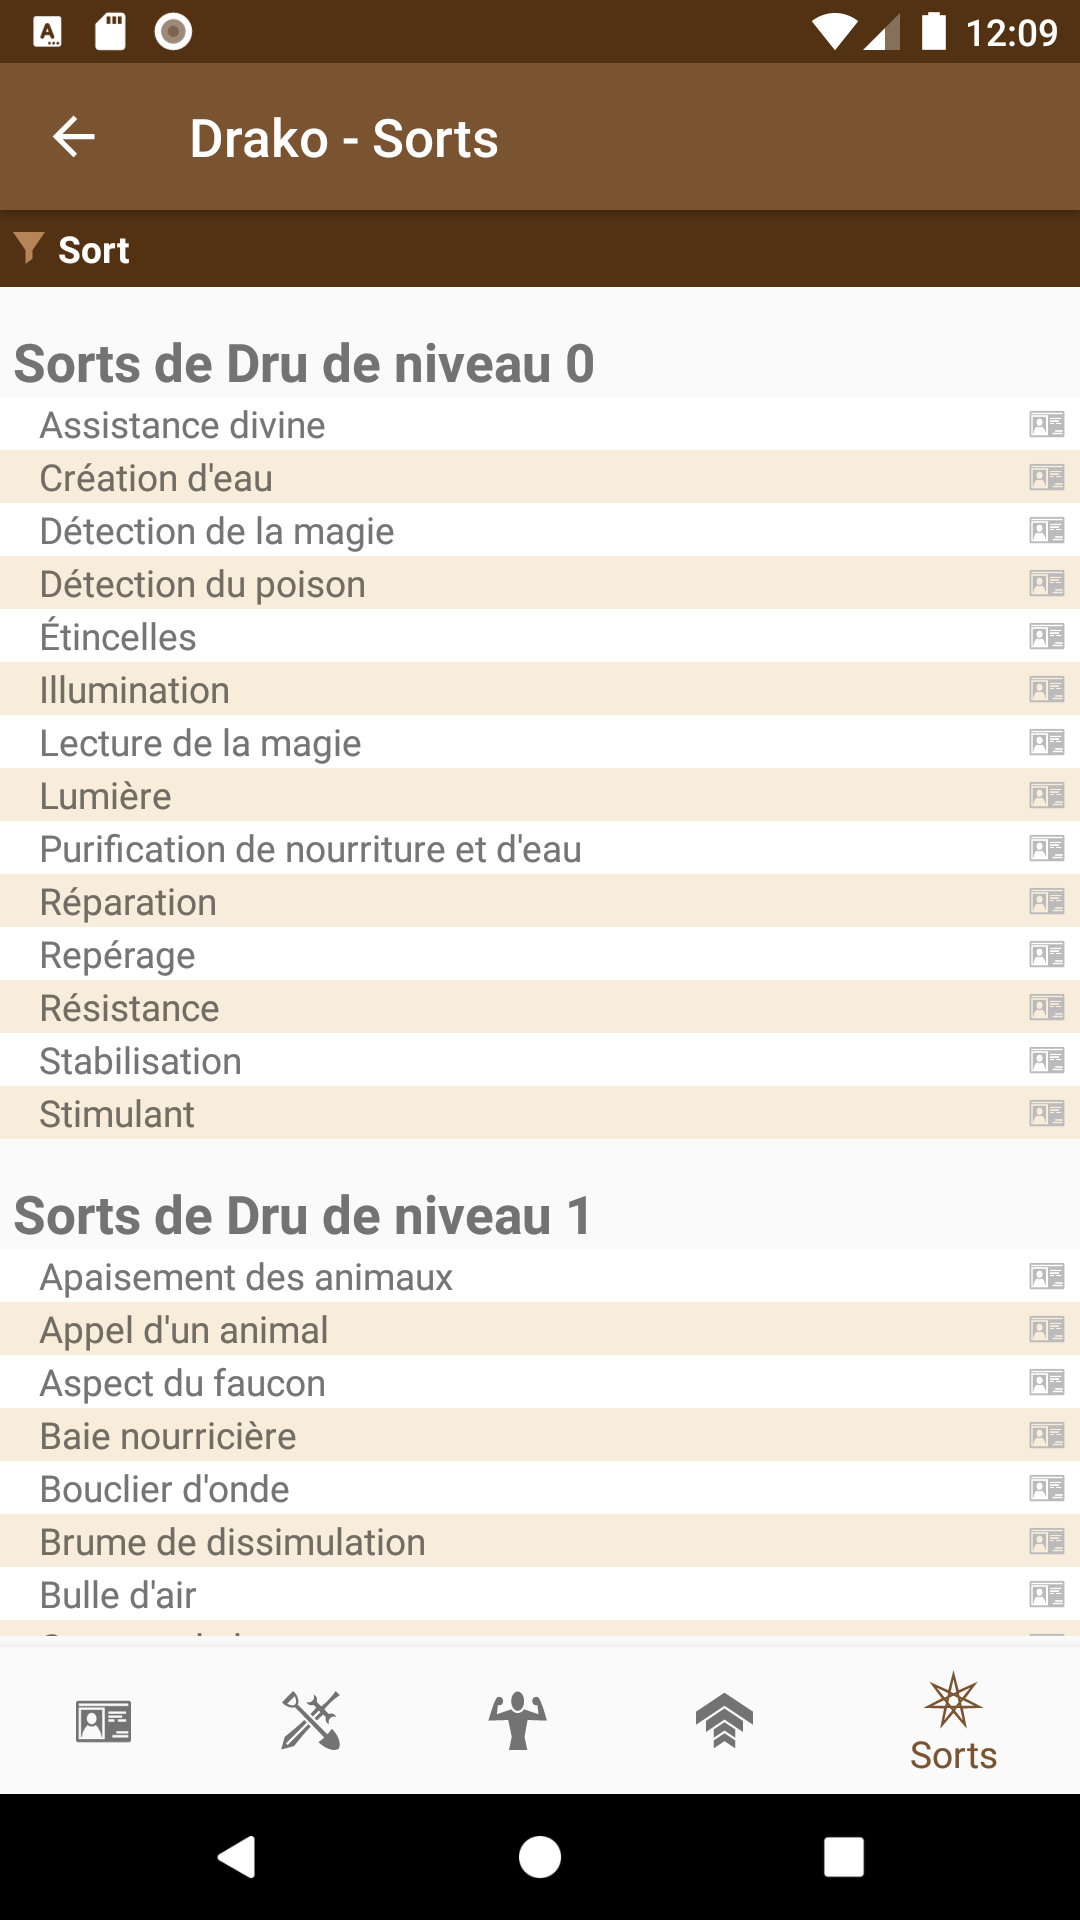 12:09
Drako - Sorts
Sort
Sorts de Dru de niveau 0
Assistance divine
Création d'eau
Détection de la magie
Détection du poison
Étincelles
Illumination
Lecture de la magie
Lumière
Purification de nourriture et d'eau
Réparation
Repérage
Résistance
Stabilisation
Stimulant
Sorts de Dru de niveau 1
Apaisement des animaux
Appel d'un animal
Aspect du faucon
Baie nourricière
Bouclier d'onde
Brume de dissimulation
Bulle d'air
Sorts